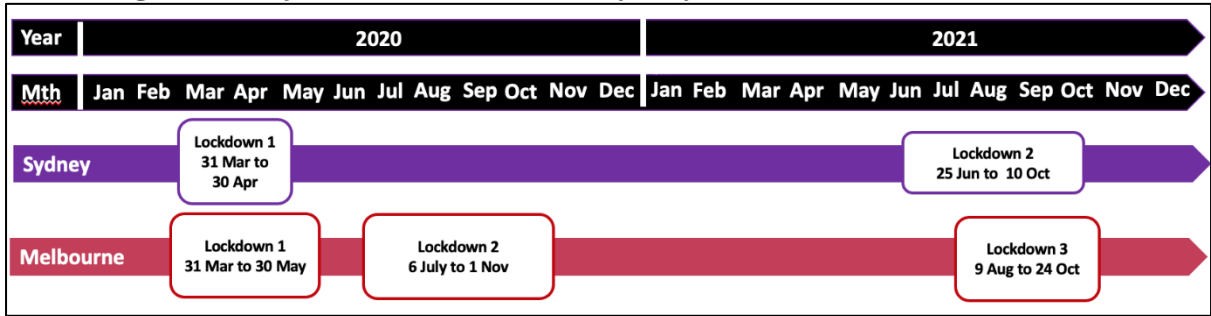 Year 2020 2021
Mth Jan Feb Mar Apr May Jun Jul Aug Sep Oct Nov Dec Jan Feb Mar Apr May Jun Jul Aug Sep Oct Nov Dec
Sydney
Lockdown 1
31 Mar to
30 Apr
Lockdown 2
25 Jun to 10 Oct
Melbourne
Lockdown 1
31 Mar to 30 May
Lockdown 2
6 July to 1 Nov
Lockdown 3
9 Aug to 24 Oct